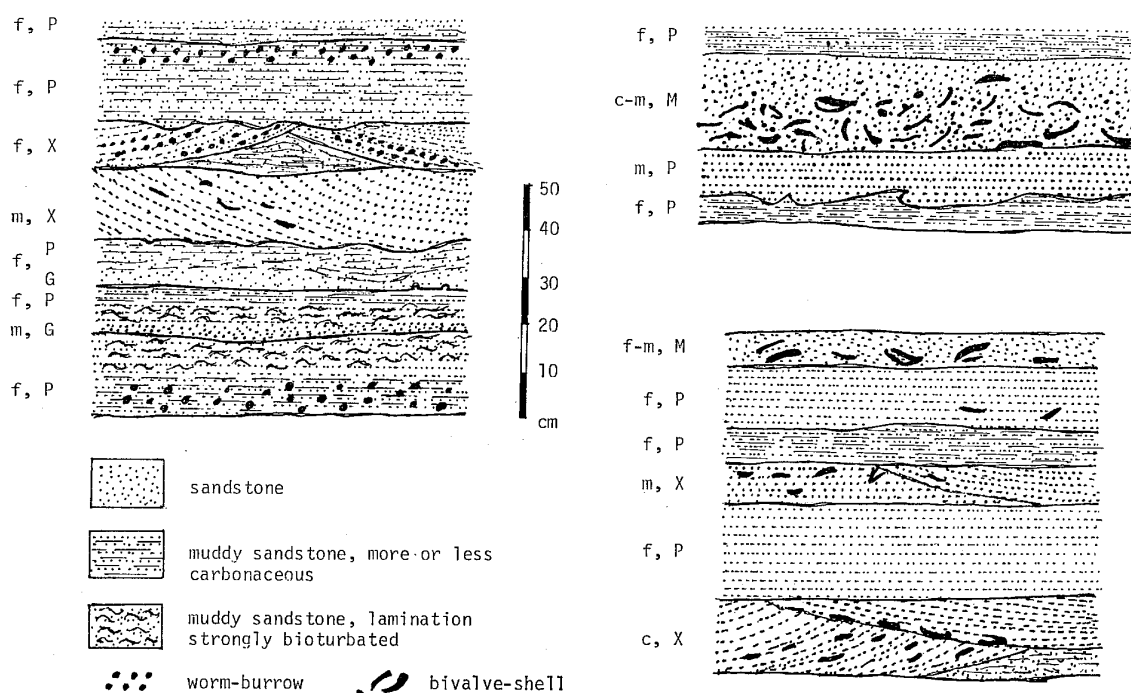 f, P
f, P
f, X
m, X
P
f,
G
f, P
m, G
f, P
50
40
30
20
10
cm
sandstone
muddy sandstone, more or less
carbonaceous
muddy sandstone, lamination
strongly bioturbated
worm-burrow
bivalve-shell
f, P
c-m, M
m, P
f, P
f-m, M
f, P
f, P
m, X
f, P
c, X